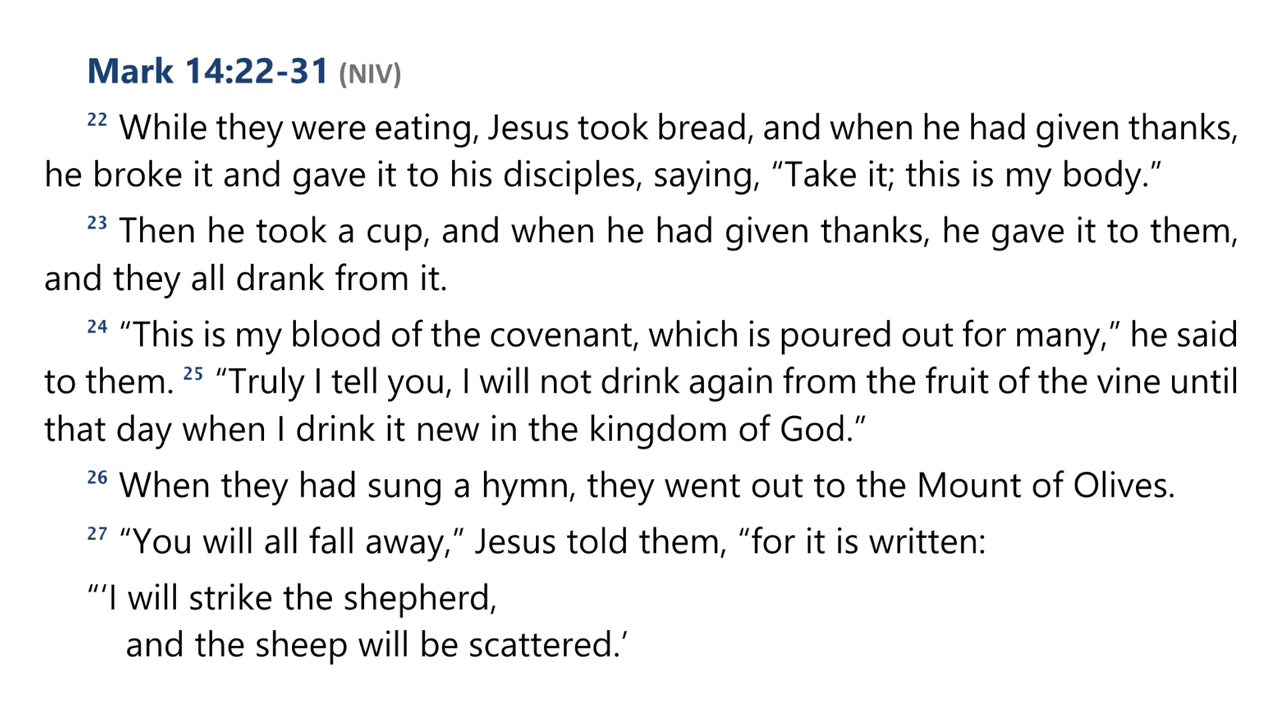 Mark 14:22-31 (NIV)
22 While they were eating, Jesus took bread, and when he had given thanks,
he broke it and gave it to his disciples, saying, “Take it; this is my body.”
23 Then he took a cup, and when he had given thanks, he gave it to them,
and they all drank from it.
24 “This is my blood of the covenant, which is poured out for many,” he said
to them. 25 “Truly I tell you, I will not drink again from the fruit of the vine until
that day when I drink it new in the kingdom of God.”
26 When they had sung a hymn, they went out to the Mount of Olives.
27 “You will all fall away,” Jesus told them, “for it is written:
“‘I will strike the shepherd,
and the sheep will be scattered.’